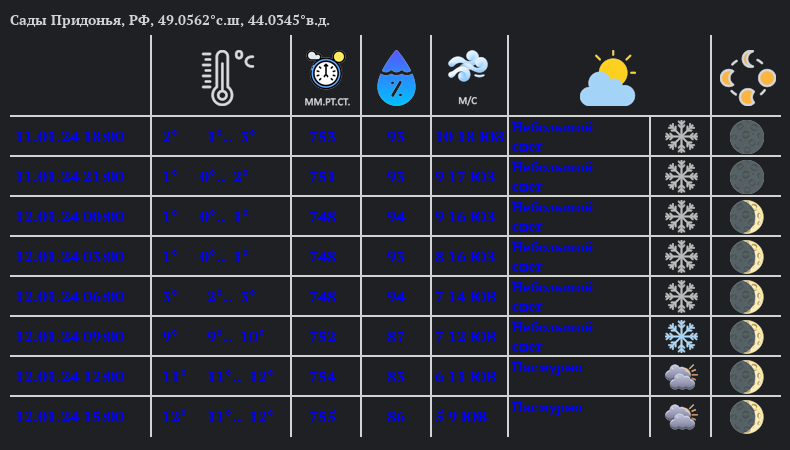 Сады Придонья, РФ, 49.0562°с.ш, 44.0345°в.д.
°C
ММ.РТ.СТ.
%
М/С
11.01.24 18:00 2° 1°.. 3° 753 93 10 18 ЮВ Небольшой
снег
11.01.24 21:00 1° 0°.. 2° 751 93 9 17 ЮЗ Небольшой
снег
12.01.24 00:00 1° 0°.. 1° 748 94 9 16 ЮЗ Небольшой
снег
12.01.24 03:00 1° 0°.. 1° 748 93 8 16 ЮЗ Небольшой
снег
12.01.24 06:00 3° 2°.. 3° 748 94 7 14 ЮВ Небольшой
снег
12.01.24 09:00 9° 9°.. 10° 752 87 7 12 ЮВ Небольшой
снег
12.01.24 12:00 11° 11°.. 12° 754 83 6 11 ЮВ Пасмурно
12.01.24 15:00 12° 11°.. 12° 755 86 5 9 ЮВ Пасмурно